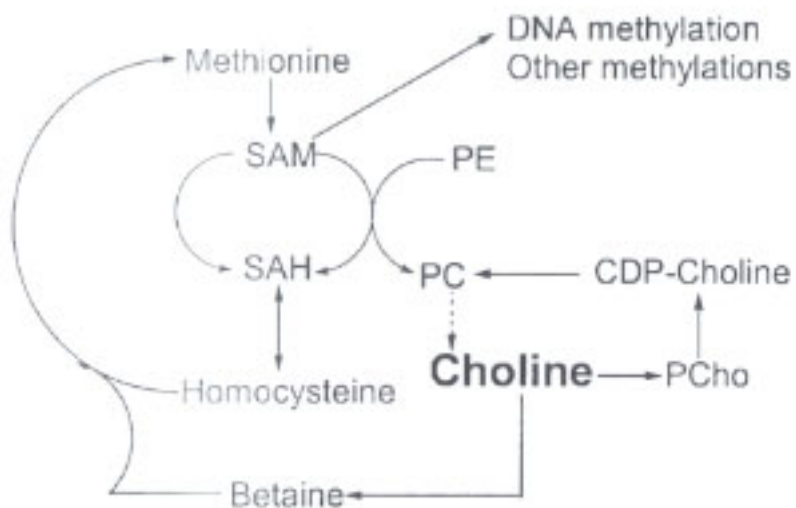 DNA methylation
Other methylations
Methionine
SAM
PE
SAH
PC
CDP-Choline
Choline
PCho
Homocysteine
Betaine